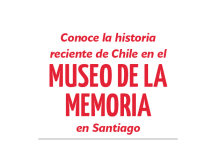 Conoce la historia
reciente de Chile en el
MUSEO DE LA
MEMORIA
en Santiago